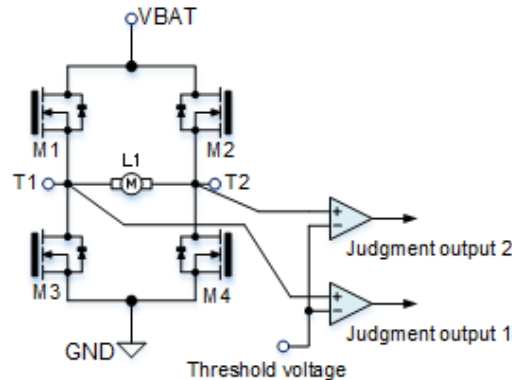 VBAT
M1
M2
L1
M
T1
T2
+
−
Judgment output 2
M3
M4
+
−
Judgment output 1
GND
Threshold voltage